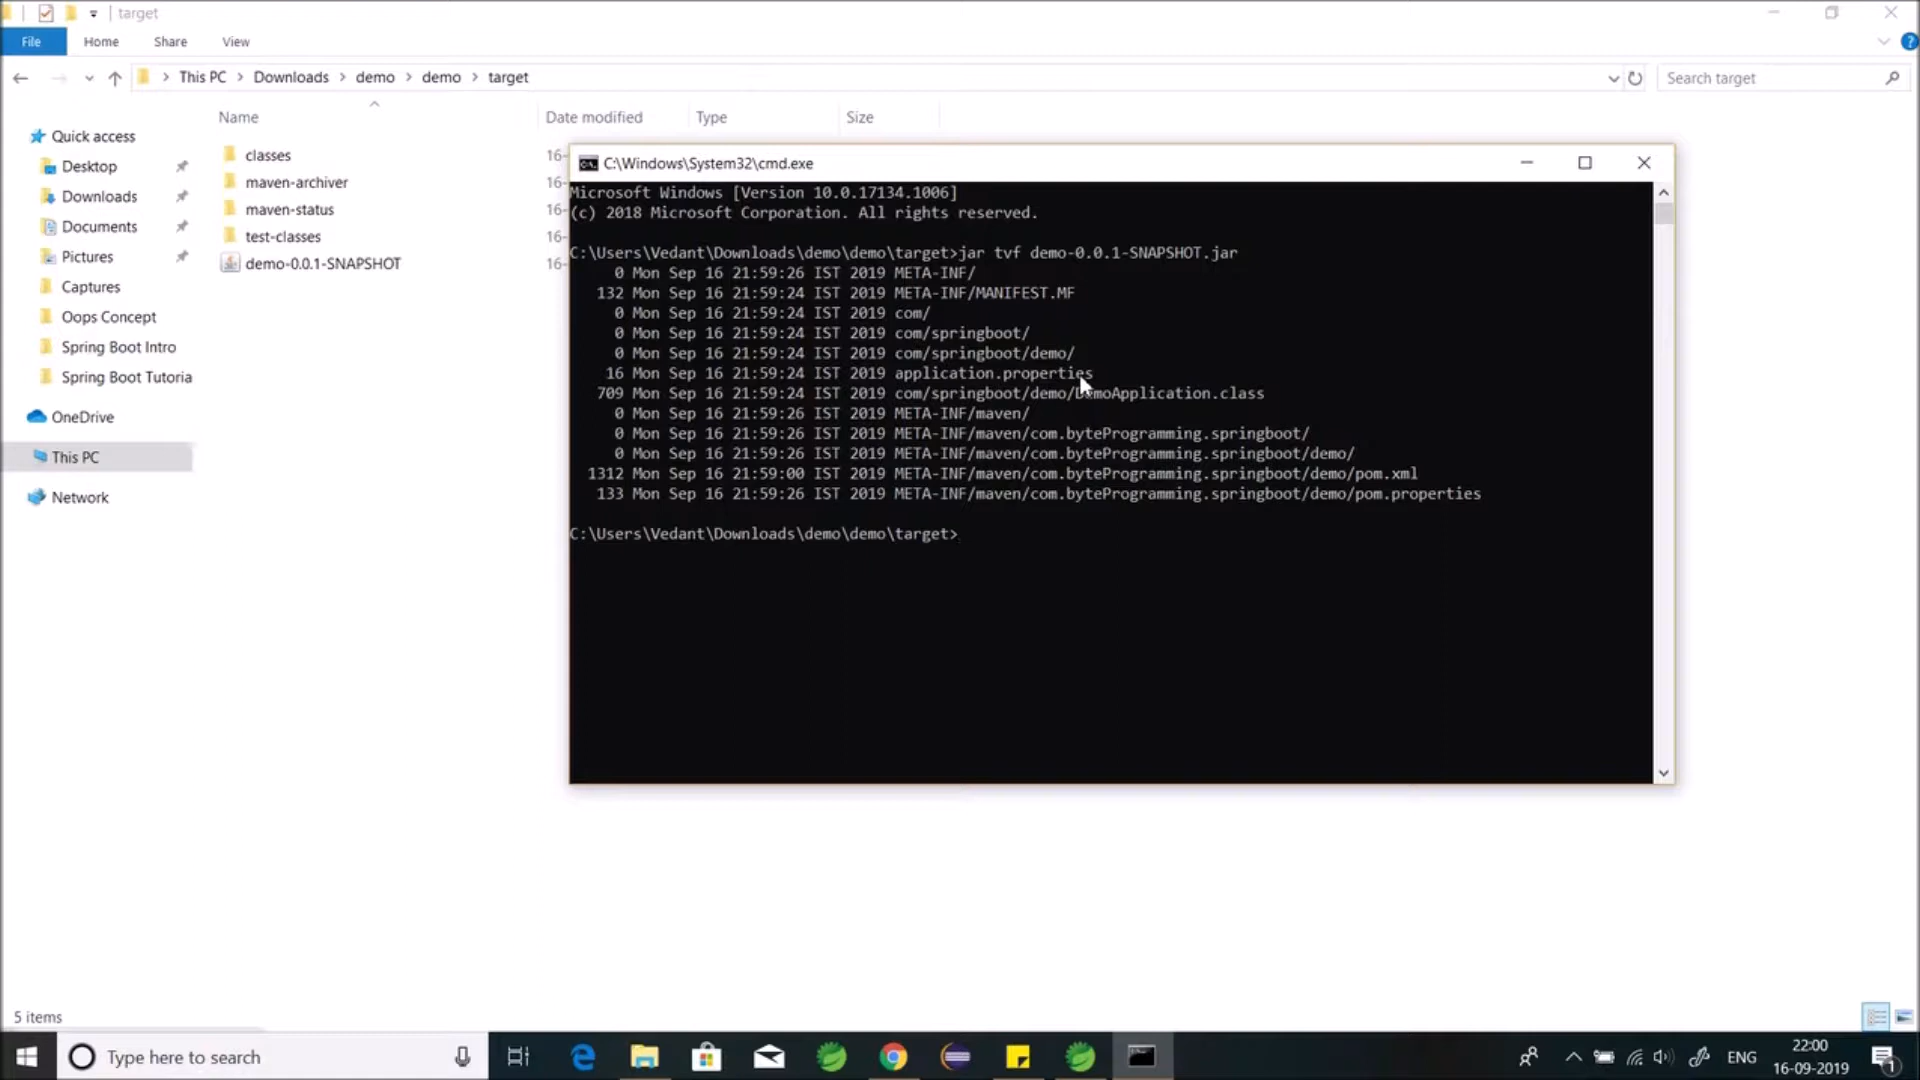 target
File Home Share View
This PC > Downloads > demo > demo > target
Search target
Name Date modified Type Size
Quick access
Desktop
Downloads
Documents
Pictures
Captures
Oops Concept
Spring Boot Intro
Spring Boot Tutoria
OneDrive
This PC
Network
classes 16-
maven-archiver 16-
maven-status 16-
test-classes 16-
demo-0.0.1-SNAPSHOT 16-
C:\Windows\System32\cmd.exe
Microsoft Windows [Version 10.0.17134.1006]
(c) 2018 Microsoft Corporation. All rights reserved.
C:\Users\Vedant\Downloads\demo\demo\target>jar tvf demo-0.0.1-SNAPSHOT.jar
0 Mon Sep 16 21:59:26 IST 2019 META-INF/
132 Mon Sep 16 21:59:24 IST 2019 META-INF/MANIFEST.MF
0 Mon Sep 16 21:59:24 IST 2019 com/
0 Mon Sep 16 21:59:24 IST 2019 com/springboot/
0 Mon Sep 16 21:59:24 IST 2019 com/springboot/demo/
16 Mon Sep 16 21:59:24 IST 2019 application.properties
709 Mon Sep 16 21:59:24 IST 2019 com/springboot/demo/DemoApplication.class
0 Mon Sep 16 21:59:26 IST 2019 META-INF/maven/
0 Mon Sep 16 21:59:26 IST 2019 META-INF/maven/com.byteProgramming.springboot/
0 Mon Sep 16 21:59:26 IST 2019 META-INF/maven/com.byteProgramming.springboot/demo/
1312 Mon Sep 16 21:59:00 IST 2019 META-INF/maven/com.byteProgramming.springboot/demo/pom.xml
133 Mon Sep 16 21:59:26 IST 2019 META-INF/maven/com.byteProgramming.springboot/demo/pom.properties
C:\Users\Vedant\Downloads\demo\demo\target>
5 items
Type here to search
ENG
22:00
16-09-2019
1